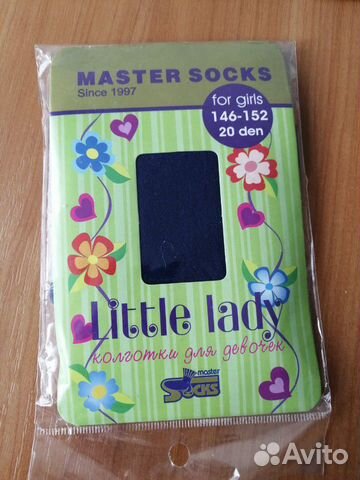 MASTER SOCKS
Since 1997
for girls
146-152
20 den
Little lady
колготки для девочек
master
SOCKS
Avito